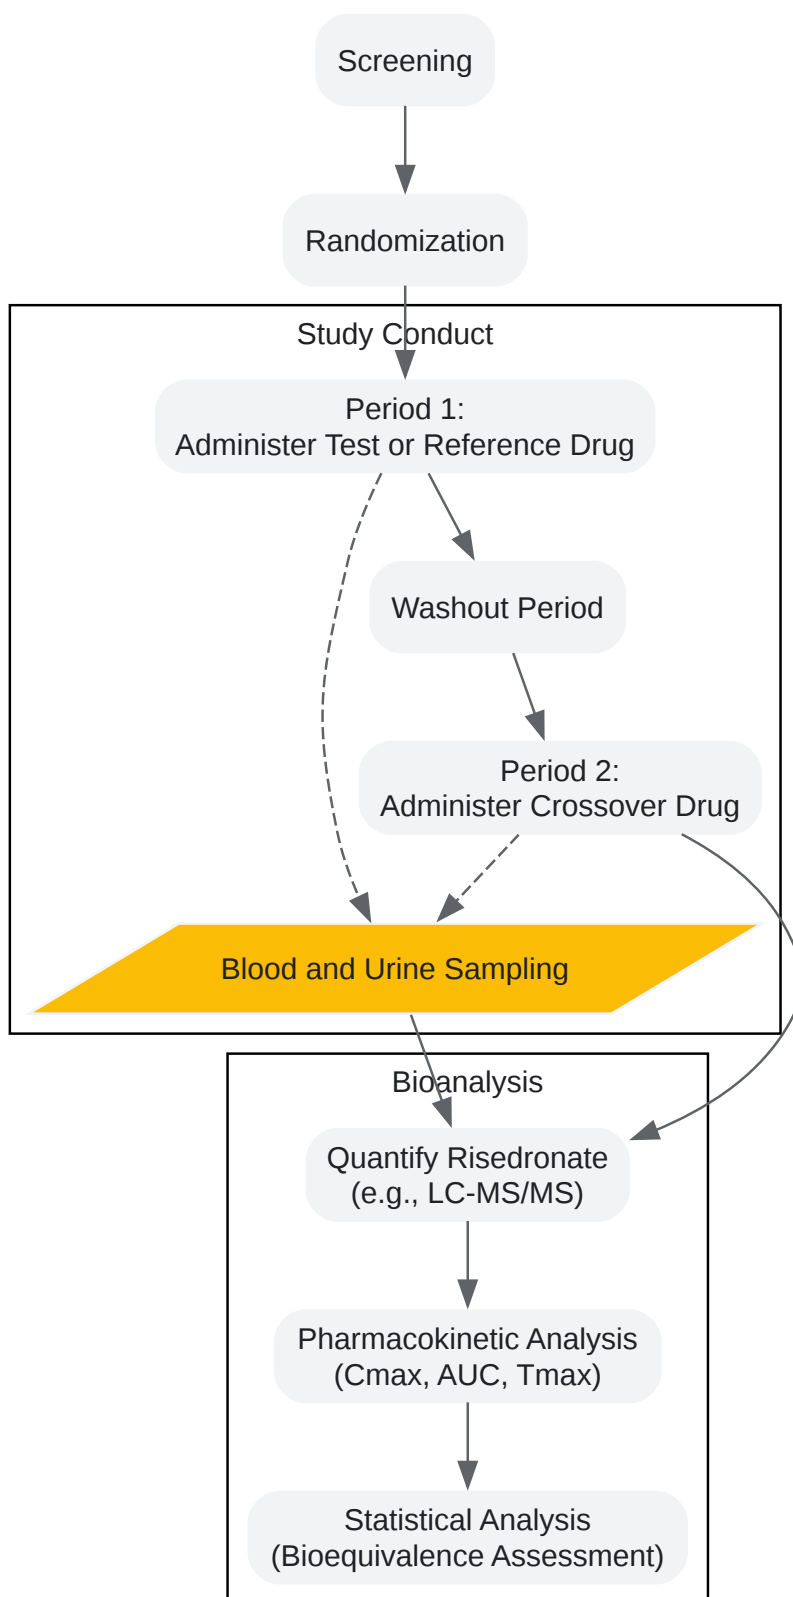 Screening
Randomization
Study Conduct
Period 1:
Administer Test or Reference Drug
Washout Period
Period 2:
Administer Crossover Drug
Blood and Urine Sampling
Bioanalysis
Quantify Risedronate
(e.g., LC-MS/MS)
Pharmacokinetic Analysis
(Cmax, AUC, Tmax)
Statistical Analysis
(Bioequivalence Assessment)